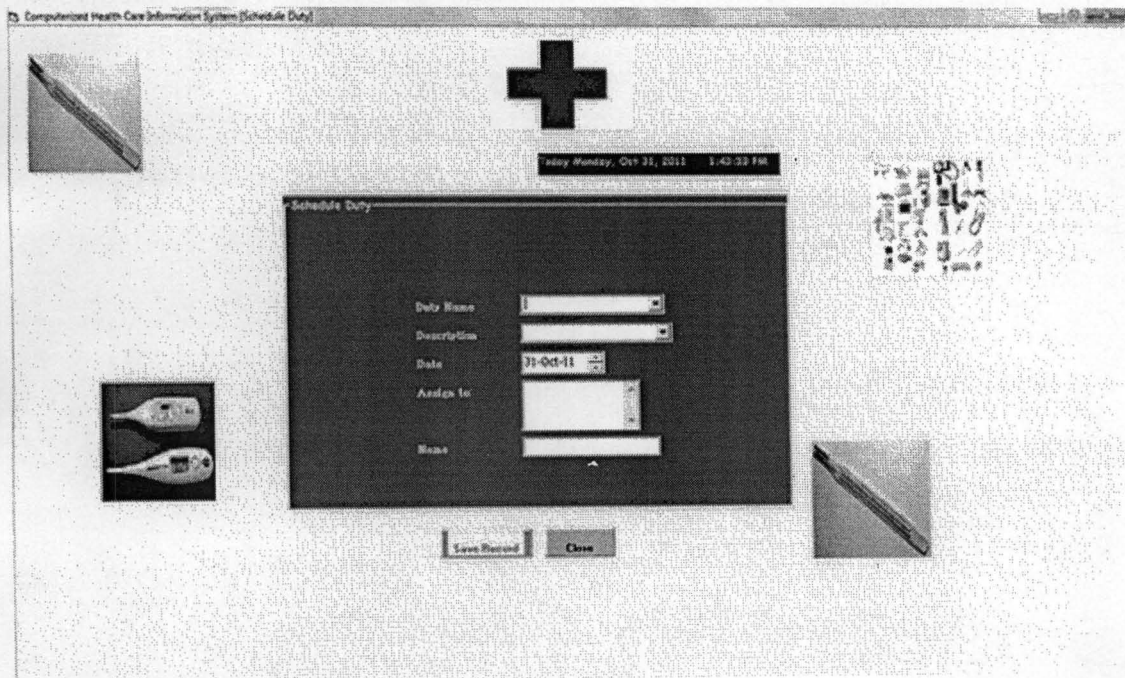 Computerized Health Care Information System [Schedule Duty]
Today Monday, Oct 31, 2011 1:43:33 PM
Schedule Duty
Duty Name
Description
Date 31-Oct-11
Assign to
Name
Save Record Close